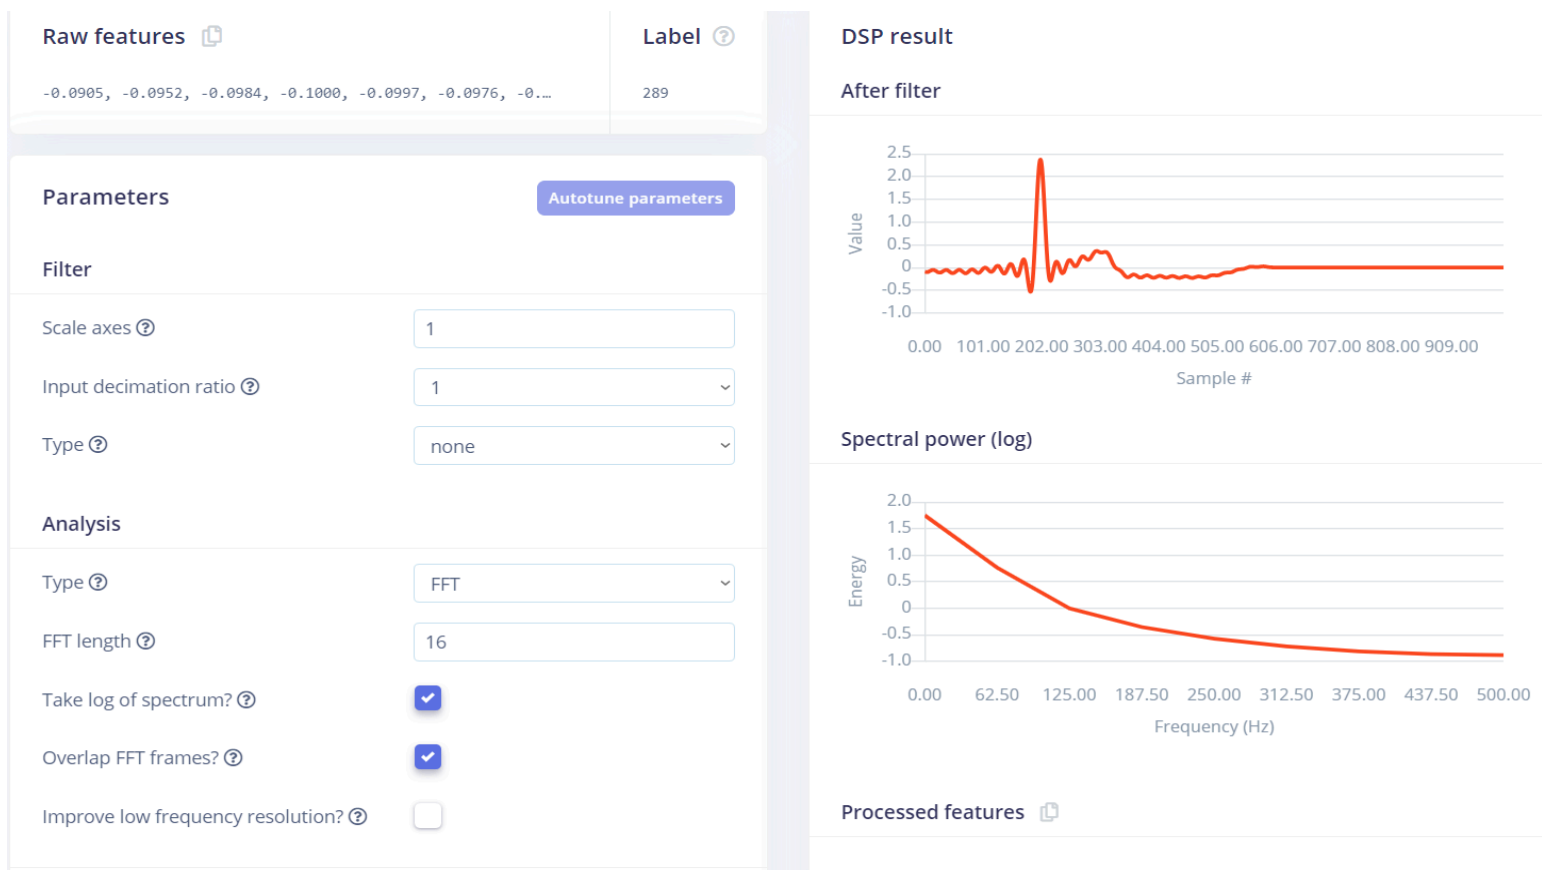 Raw features
Label
-0.0905, -0.0952, -0.0984, -0.1000, -0.0997, -0.0976, -0.…
289
Parameters
Autotune parameters
Filter
Scale axes
1
Input decimation ratio
1
Type
none
Analysis
Type
FFT
FFT length
16
Take log of spectrum?
Overlap FFT frames?
Improve low frequency resolution?
DSP result
After filter
2.5
2.0
1.5
1.0
0.5
0
-0.5
-1.0
Value
0.00 101.00 202.00 303.00 404.00 505.00 606.00 707.00 808.00 909.00
Sample #
Spectral power (log)
2.0
1.5
1.0
0.5
0
-0.5
-1.0
Energy
0.00 62.50 125.00 187.50 250.00 312.50 375.00 437.50 500.00
Frequency (Hz)
Processed features